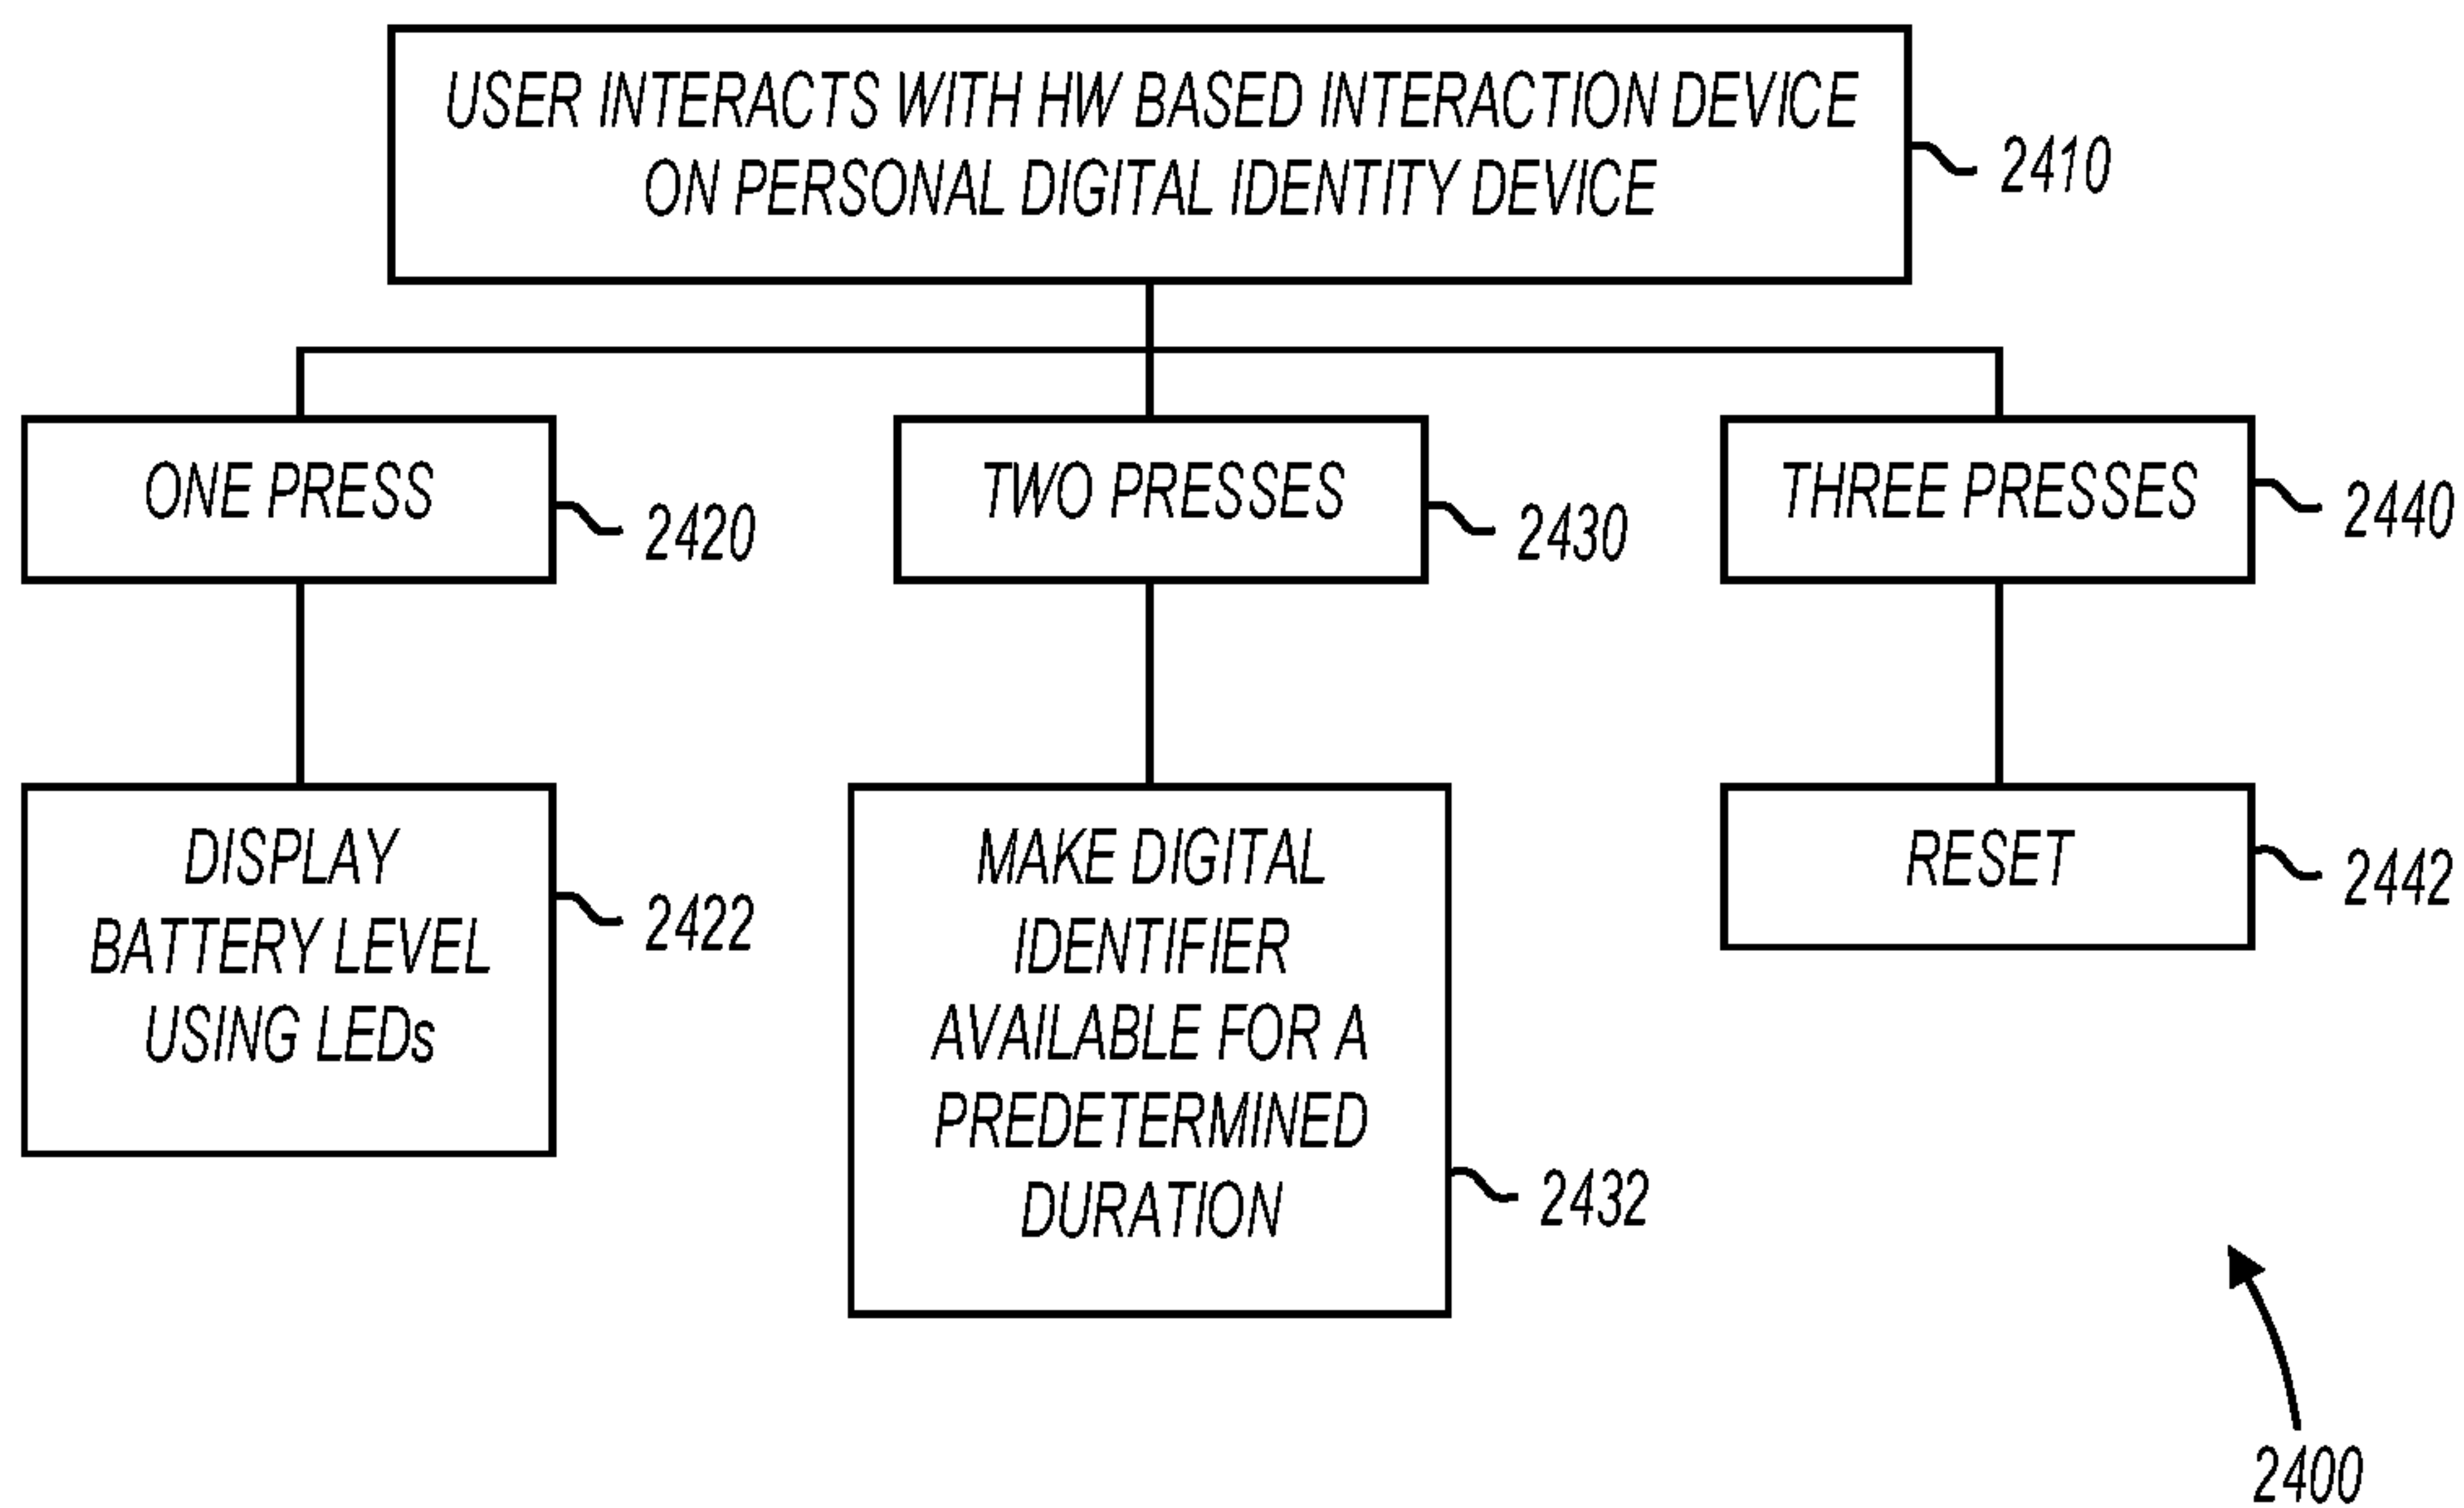 USER INTERACTS WITH HW BASED INTERACTION DEVICE
ON PERSONAL DIGITAL IDENTITY DEVICE
2410
ONE PRESS
2420
TWO PRESSES
2430
THREE PRESSES
2440
DISPLAY
BATTERY LEVEL
USING LEDs
2422
MAKE DIGITAL
IDENTIFIER
AVAILABLE FOR A
PREDETERMINED
DURATION
2432
RESET
2442
2400